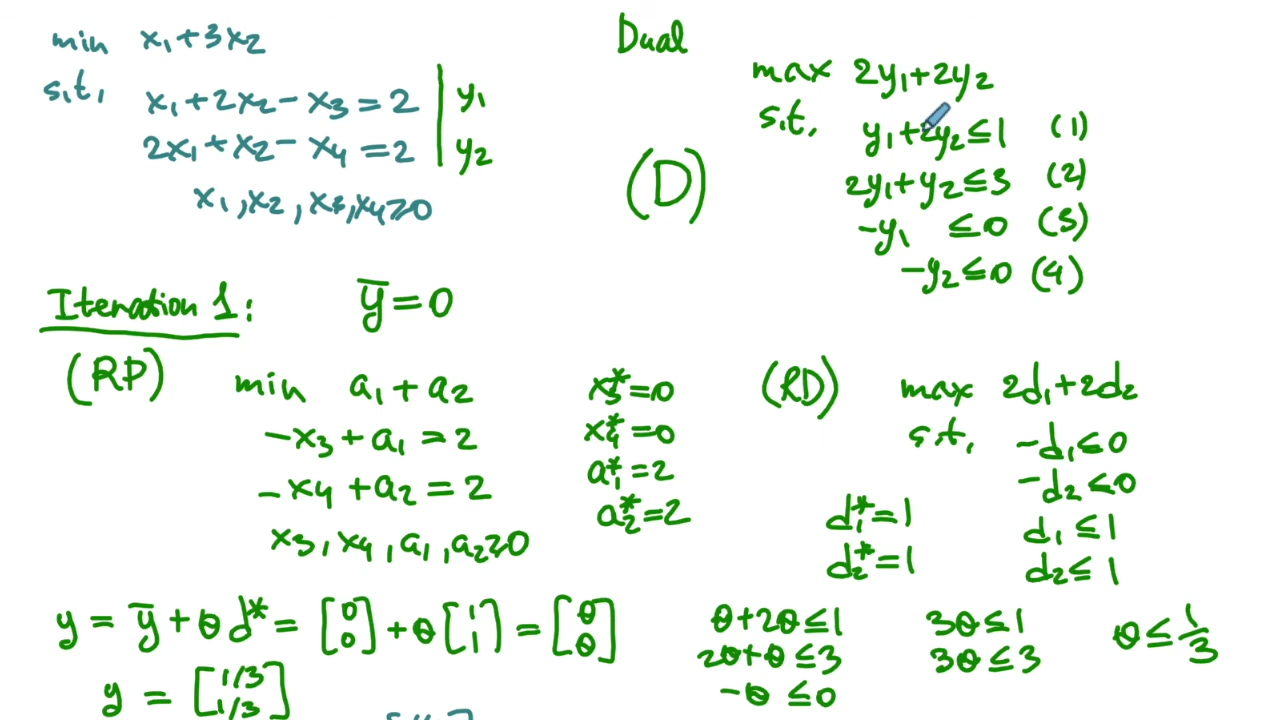 min x₁+3x₂
s.t. x₁+2x₂-x₃=2 | y₁
2x₁+x₂-x₄=2 | y₂
x₁,x₂,x₃,x₄≥0
Dual
(D)
max 2y₁+2y₂
s.t. y₁+2y₂≤1 (1)
2y₁+y₂≤3 (2)
-y₁ ≤0 (3)
-y₂≤0 (4)
Iteration 1: ȳ=0
(RP) min a₁+a₂
-x₃+a₁=2
-x₄+a₂=2
x₃,x₄,a₁,a₂≥0
x₃*=0
x₄*=0
a₁*=2
a₂*=2
(RD) max 2d₁+2d₂
s.t. -d₁≤0
-d₂≤0
d₁≤1
d₂≤1
d₁*=1
d₂*=1
y = ȳ+θd* = [0 0] + θ[1 1] = [θ θ]
θ+2θ≤1 3θ≤1 θ≤1/3
2θ+θ≤3 3θ≤3
-θ ≤0
y = [1/3 1/3]